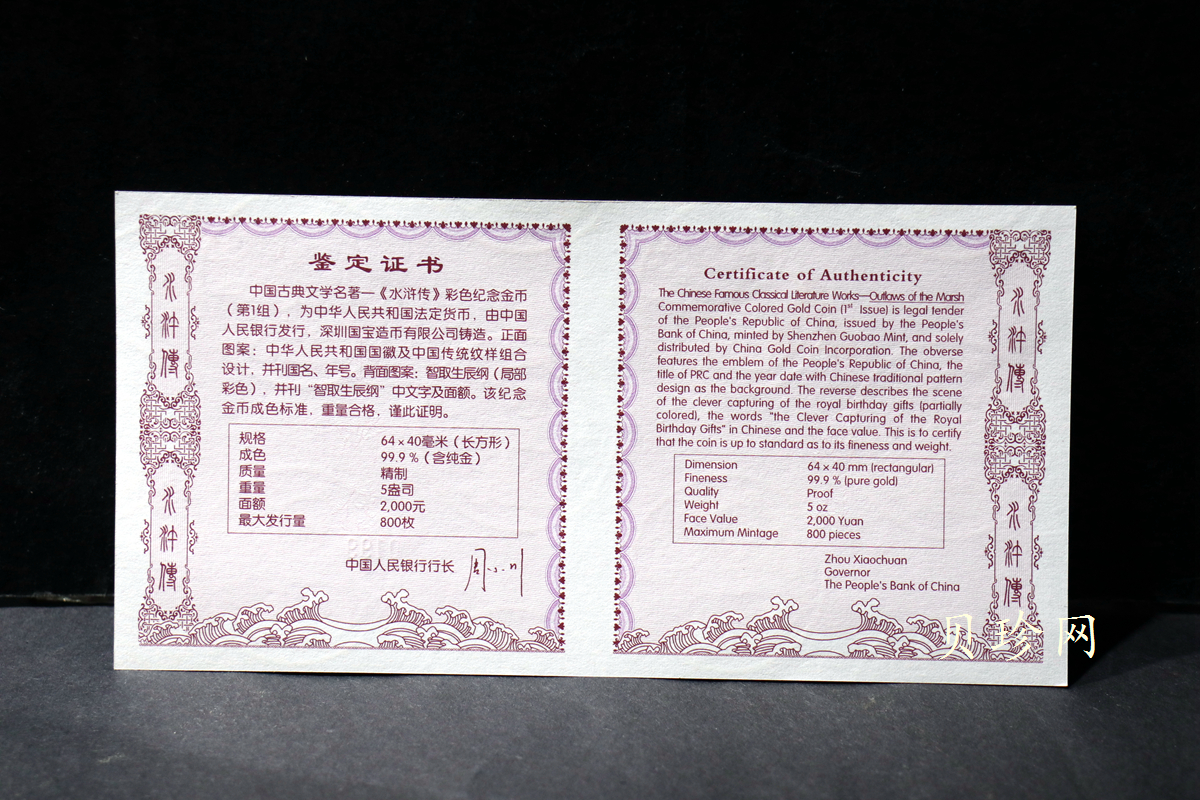 鉴定证书
中国古典文学名著—《水浒传》彩色纪念金币
（第1组），为中华人民共和国法定货币，由中国
人民银行发行，深圳国宝造币有限公司铸造。正面
图案：中华人民共和国国徽及中国传统纹样组合
设计，并刊国名、年号。背面图案：智取生辰纲（局部
彩色），并刊“智取生辰纲”中文字及面额。该纪念
金币成色标准，重量合格，谨此证明。
规格 64×40毫米（长方形）
成色 99.9%（含纯金）
质量 精制
重量 5盎司
面额 2,000元
最大发行量 800枚
中国人民银行行长 周小川
水浒傳
水浒傳
Certificate of Authenticity
The Chinese Famous Classical Literature Works—Outlaws of the Marsh
Commemorative Colored Gold Coin (1st Issue) is legal tender
of the People's Republic of China, issued by the People's
Bank of China, minted by Shenzhen Guobao Mint, and solely
distributed by China Gold Coin Incorporation. The obverse
features the emblem of the People's Republic of China, the
title of PRC and the year date with Chinese traditional pattern
design as the background. The reverse describes the scene
of the clever capturing of the royal birthday gifts (partially
colored), the words "the Clever Capturing of the Royal
Birthday Gifts" in Chinese and the face value. This is to certify
that the coin is up to standard as to its fineness and weight.
Dimension 64 x 40 mm (rectangular)
Fineness 99.9 % (pure gold)
Quality Proof
Weight 5 oz
Face Value 2,000 Yuan
Maximum Mintage 800 pieces
Zhou Xiaochuan
Governor
The People's Bank of China
水浒傳
水浒傳
贝珍网